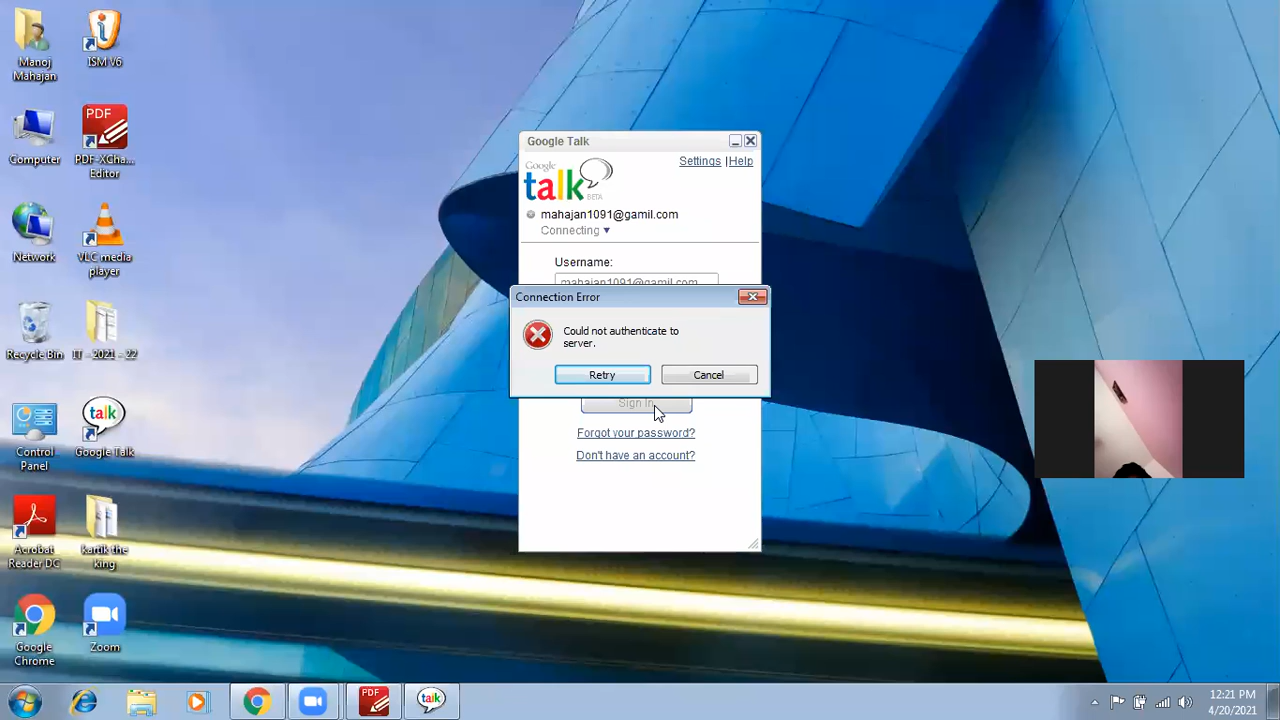 Manoj
Mahajan
ISM V6
Computer
PDF
PDF-XCha...
Editor
Network
VLC media
player
Recycle Bin
IT - 2021 - 22
Control
Panel
talk
Google Talk
Acrobat
Reader DC
kartik the
king
Google
Chrome
Zoom
Google Talk
Settings | Help
Google
talk
BETA
mahajan1091@gamil.com
Connecting
Username:
mahajan1091@gamil.com
Connection Error
Could not authenticate to
server.
Retry
Cancel
Sign In
Forgot your password?
Don't have an account?
PDF
talk
12:21 PM
4/20/2021